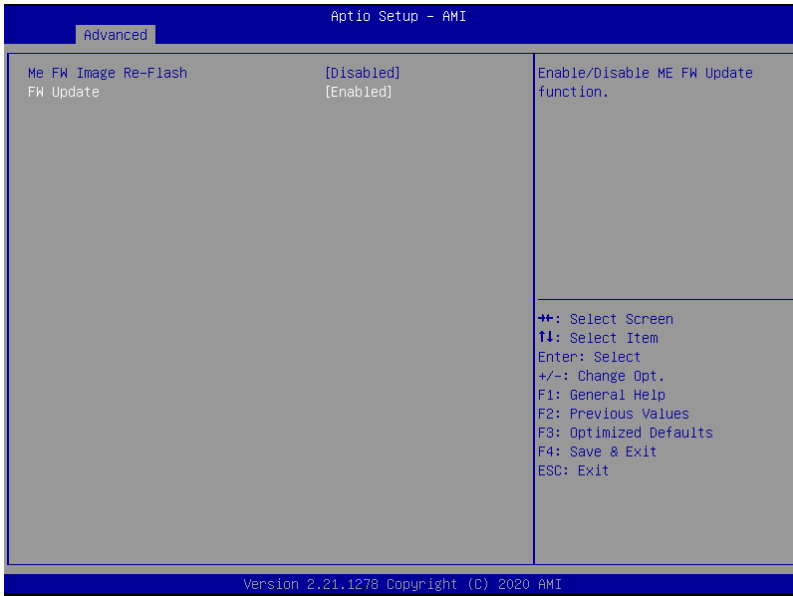 Aptio Setup – AMI
Advanced
Me FW Image Re-Flash [Disabled]
FW Update [Enabled]
Enable/Disable ME FW Update
function.
→←: Select Screen
↑↓: Select Item
Enter: Select
+/-: Change Opt.
F1: General Help
F2: Previous Values
F3: Optimized Defaults
F4: Save & Exit
ESC: Exit
Version 2.21.1278 Copyright (C) 2020 AMI